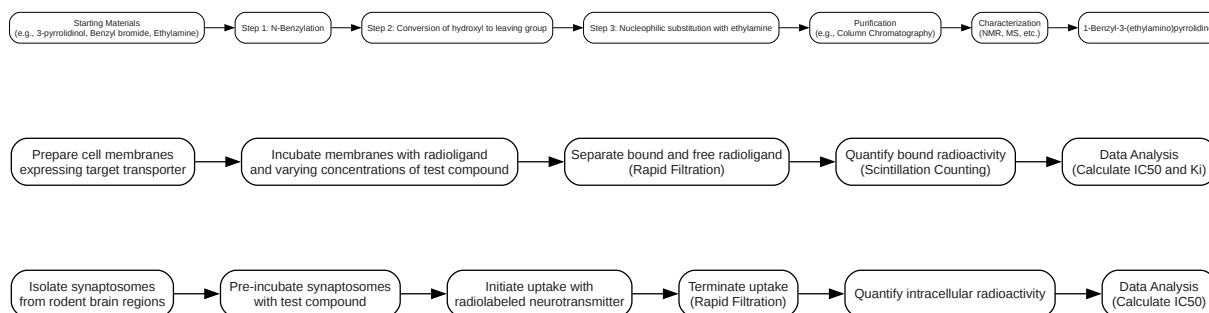 Starting Materials
(e.g., 3-pyrrolidinol, Benzyl bromide, Ethylamine)
Step 1: N-Benzylation
Step 2: Conversion of hydroxyl to leaving group
Step 3: Nucleophilic substitution with ethylamine
Purification
(e.g., Column Chromatography)
Characterization
(NMR, MS, etc.)
1-Benzyl-3-(ethylamino)pyrrolidine
Prepare cell membranes
expressing target transporter
Incubate membranes with radioligand
and varying concentrations of test compound
Separate bound and free radioligand
(Rapid Filtration)
Quantify bound radioactivity
(Scintillation Counting)
Data Analysis
(Calculate IC50 and Ki)
Isolate synaptosomes
from rodent brain regions
Pre-incubate synaptosomes
with test compound
Initiate uptake with
radiolabeled neurotransmitter
Terminate uptake
(Rapid Filtration)
Quantify intracellular radioactivity
Data Analysis
(Calculate IC50)